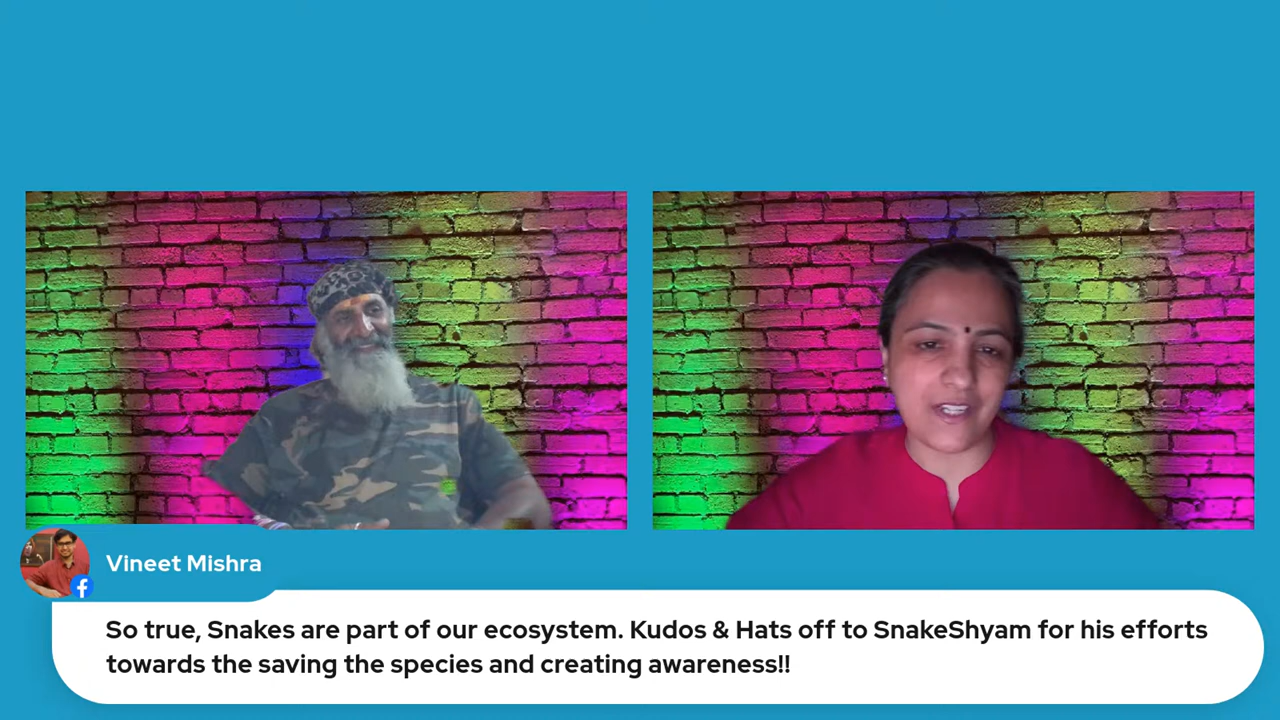 Vineet Mishra
So true, Snakes are part of our ecosystem. Kudos & Hats off to SnakeShyam for his efforts
towards the saving the species and creating awareness!!